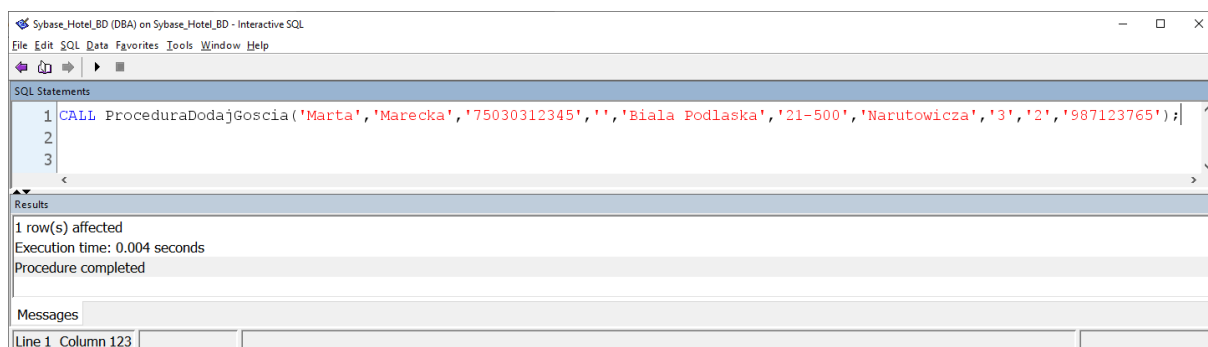 Sybase_Hotel_BD (DBA) on Sybase_Hotel_BD - Interactive SQL
File Edit SQL Data Favorites Tools Window Help
SQL Statements
1 CALL ProceduraDodajGoscia('Marta','Marecka','75030312345','','Biala Podlaska','21-500','Narutowicza','3','2','987123765');
2
3
Results
1 row(s) affected
Execution time: 0.004 seconds
Procedure completed
Messages
Line 1 Column 123